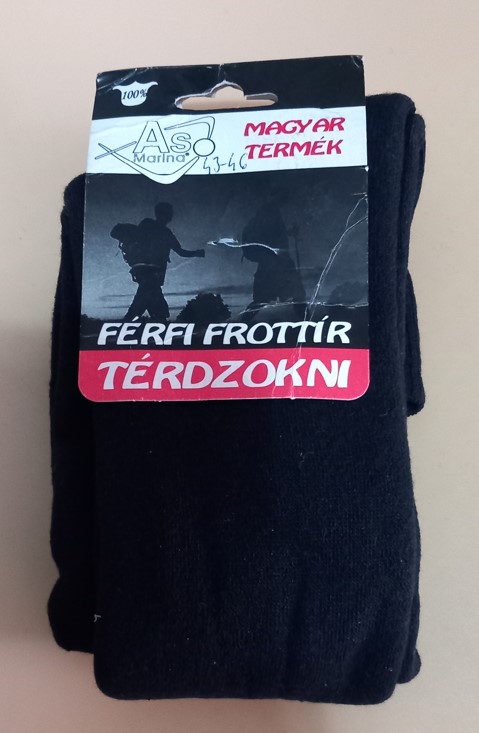 100%
As.
Marina
43-46
MAGYAR
TERMÉK
FÉRFI FROTTÍR
TÉRDZOKNI